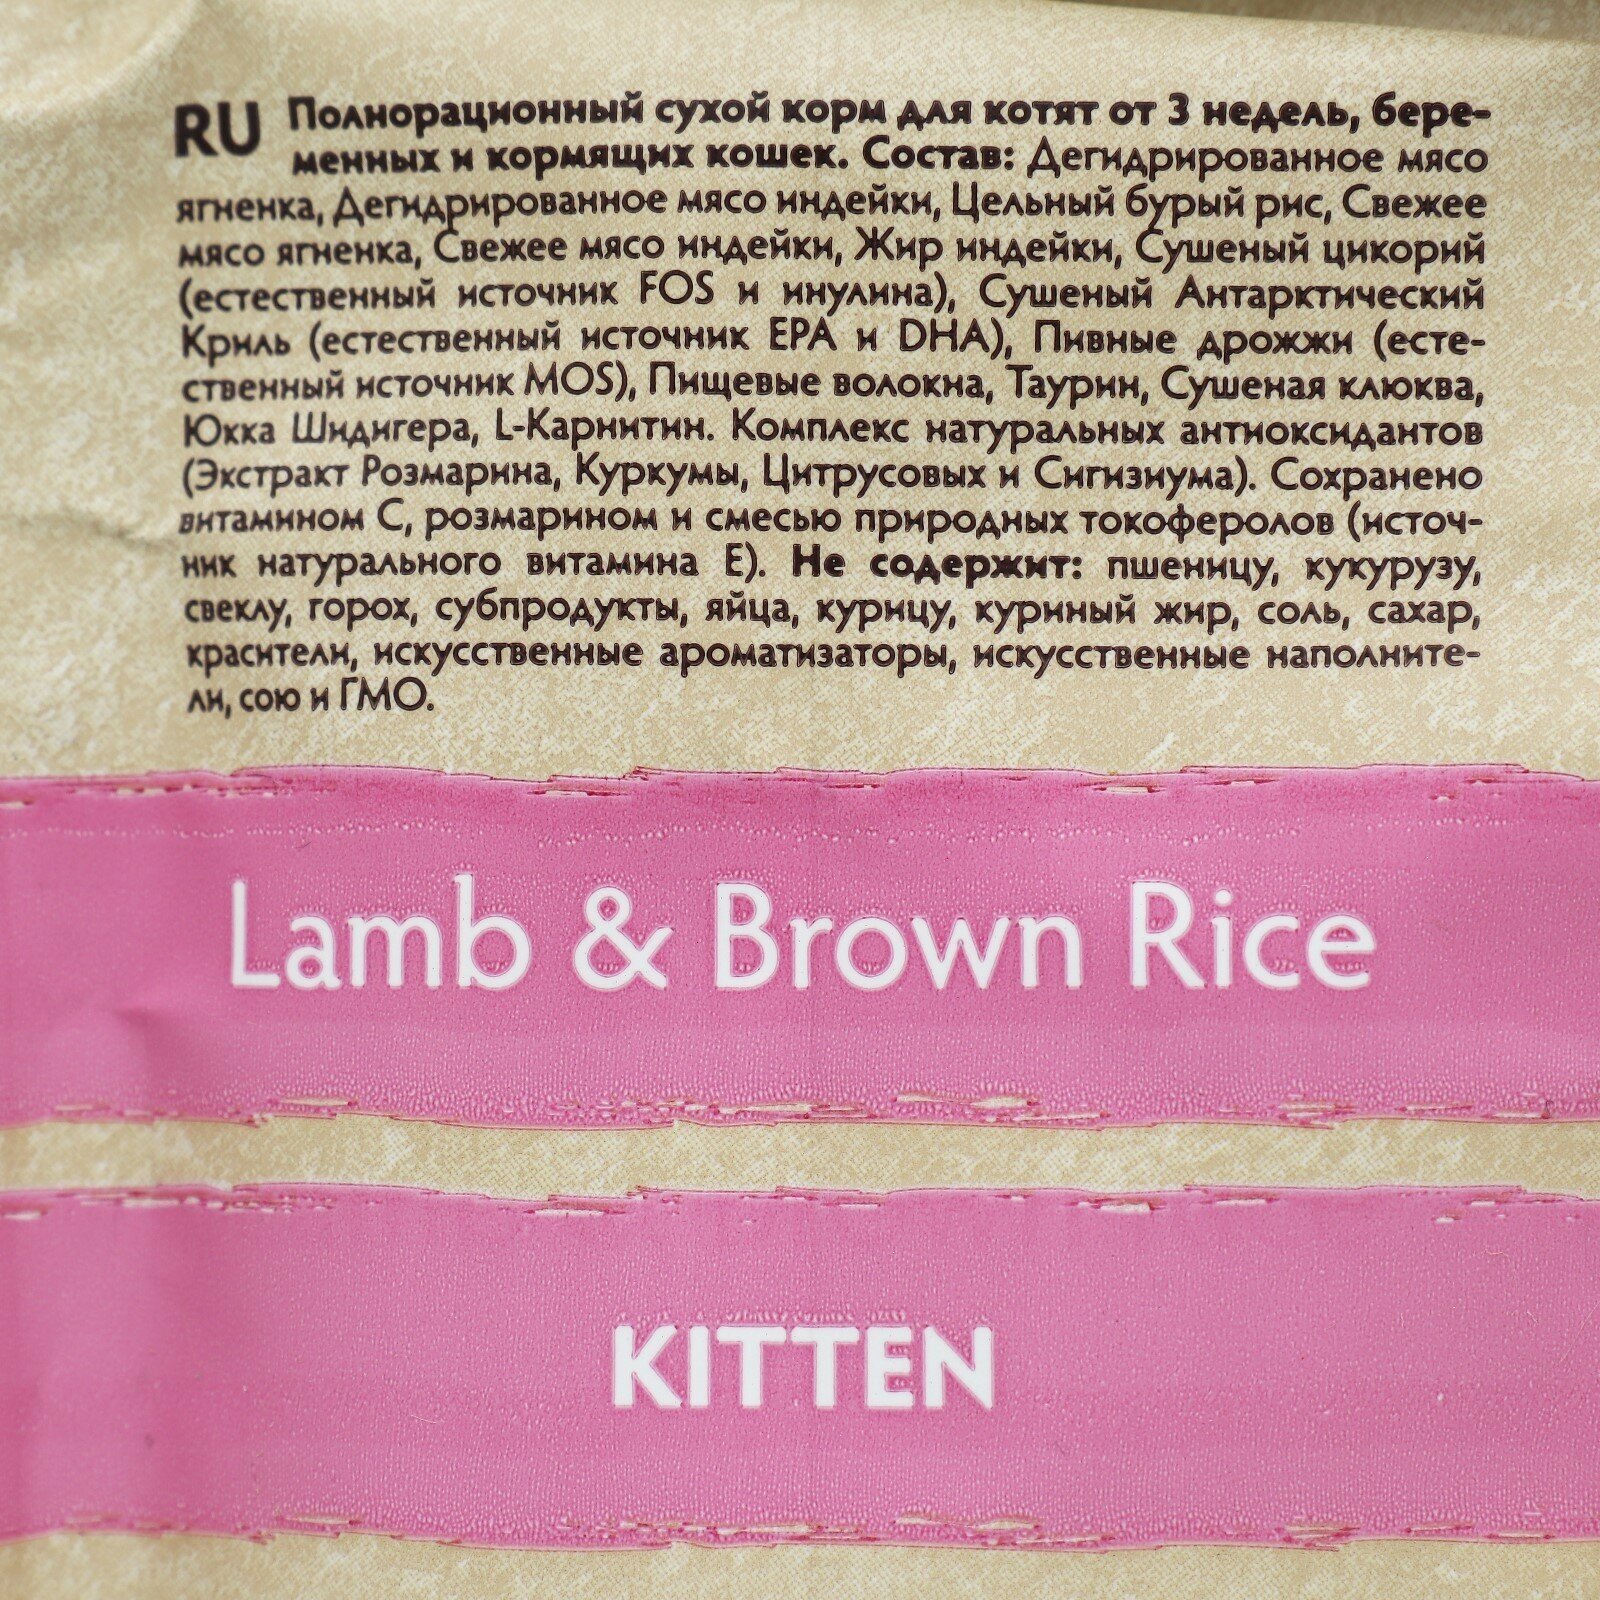 RU Полнорационный сухой корм для котят от 3 недель, бере-
менных и кормящих кошек. Состав: Дегидрированное мясо
ягненка, Дегидрированное мясо индейки, Цельный бурый рис, Свежее
мясо ягненка, Свежее мясо индейки, Жир индейки, Сушеный цикорий
(естественный источник FOS и инулина), Сушеный Антарктический
Криль (естественный источник EPA и DHA), Пивные дрожжи (есте-
ственный источник MOS), Пищевые волокна, Таурин, Сушеная клюква,
Юкка Шидигера, L-Карнитин. Комплекс натуральных антиоксидантов
(Экстракт Розмарина, Куркумы, Цитрусовых и Сигизиума). Сохранено
витамином С, розмарином и смесью природных токоферолов (источ-
ник натурального витамина Е). Не содержит: пшеницу, кукурузу,
свеклу, горох, субпродукты, яйца, курицу, куриный жир, соль, сахар,
красители, искусственные ароматизаторы, искусственные наполните-
ли, сою и ГМО.
Lamb & Brown Rice
KITTEN